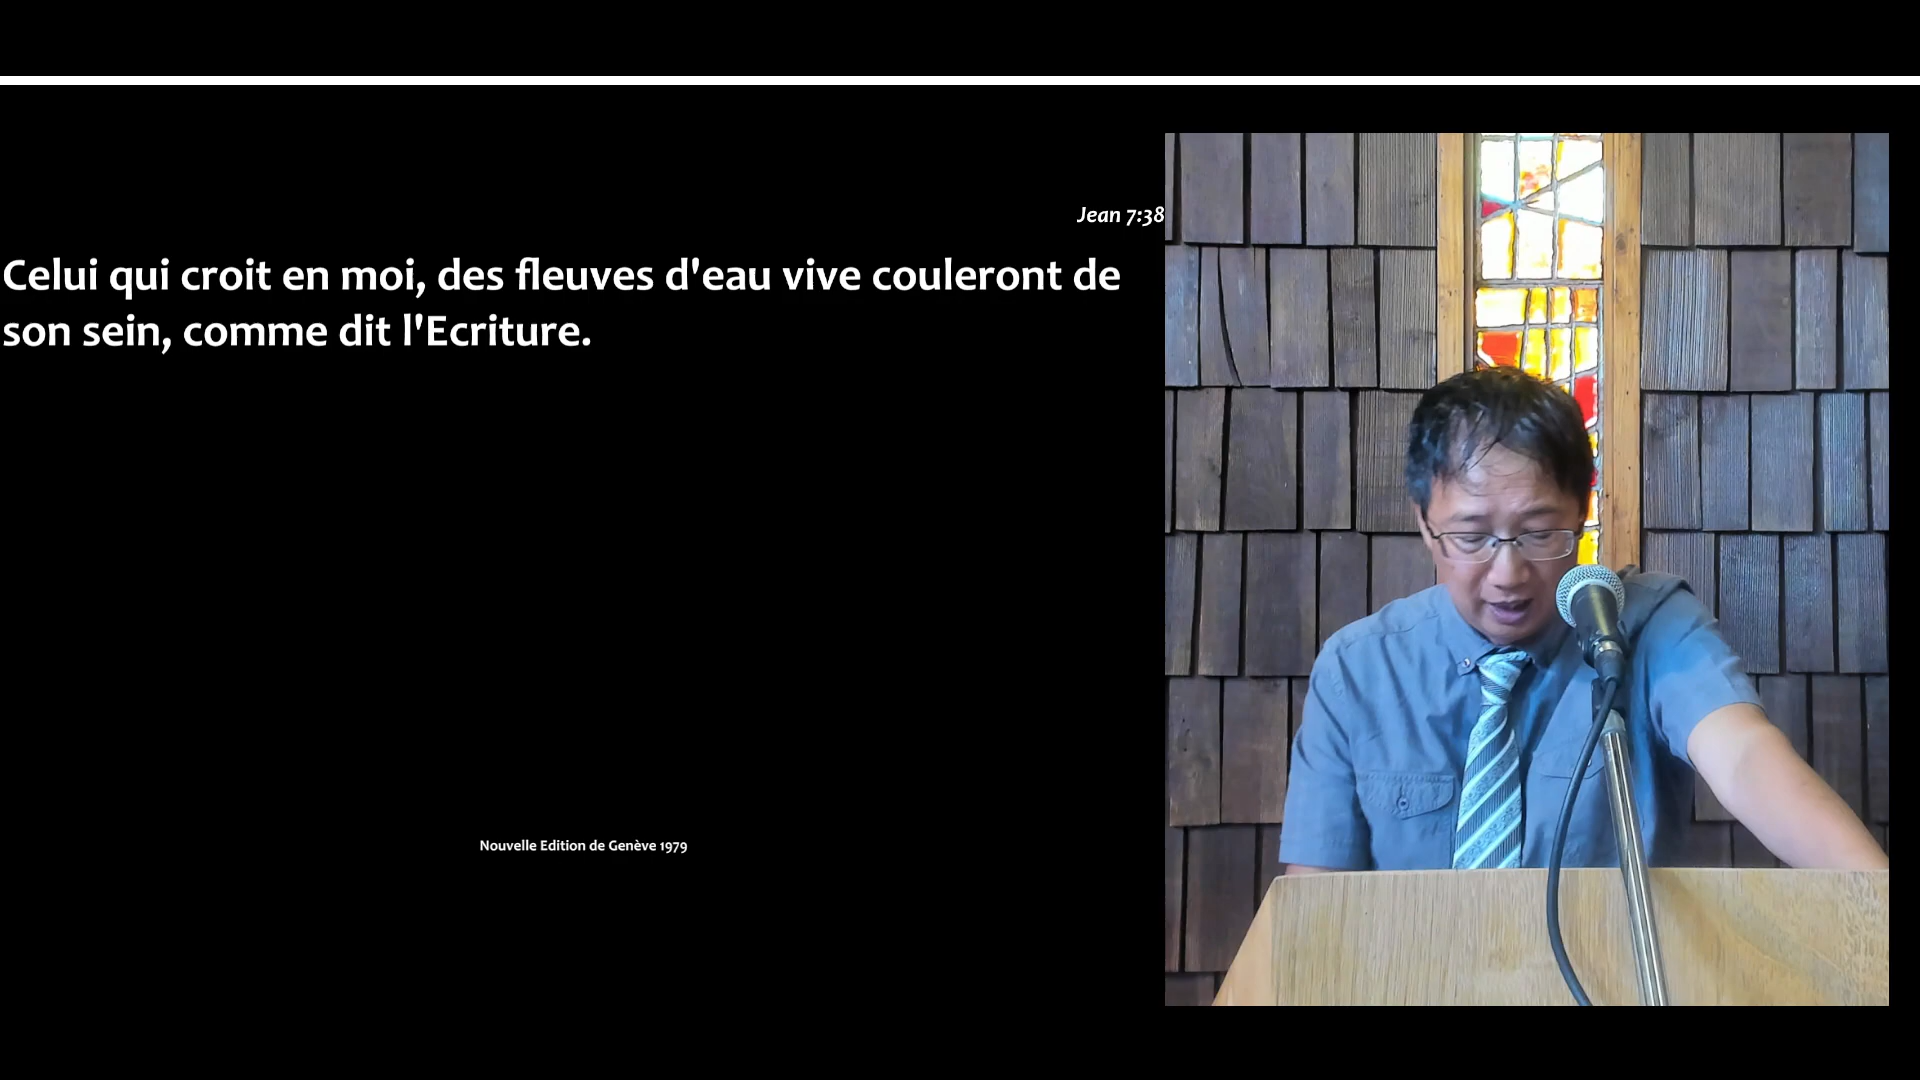 Jean 7:38
Celui qui croit en moi, des fleuves d'eau vive couleront de
son sein, comme dit l'Ecriture.
Nouvelle Edition de Genève 1979